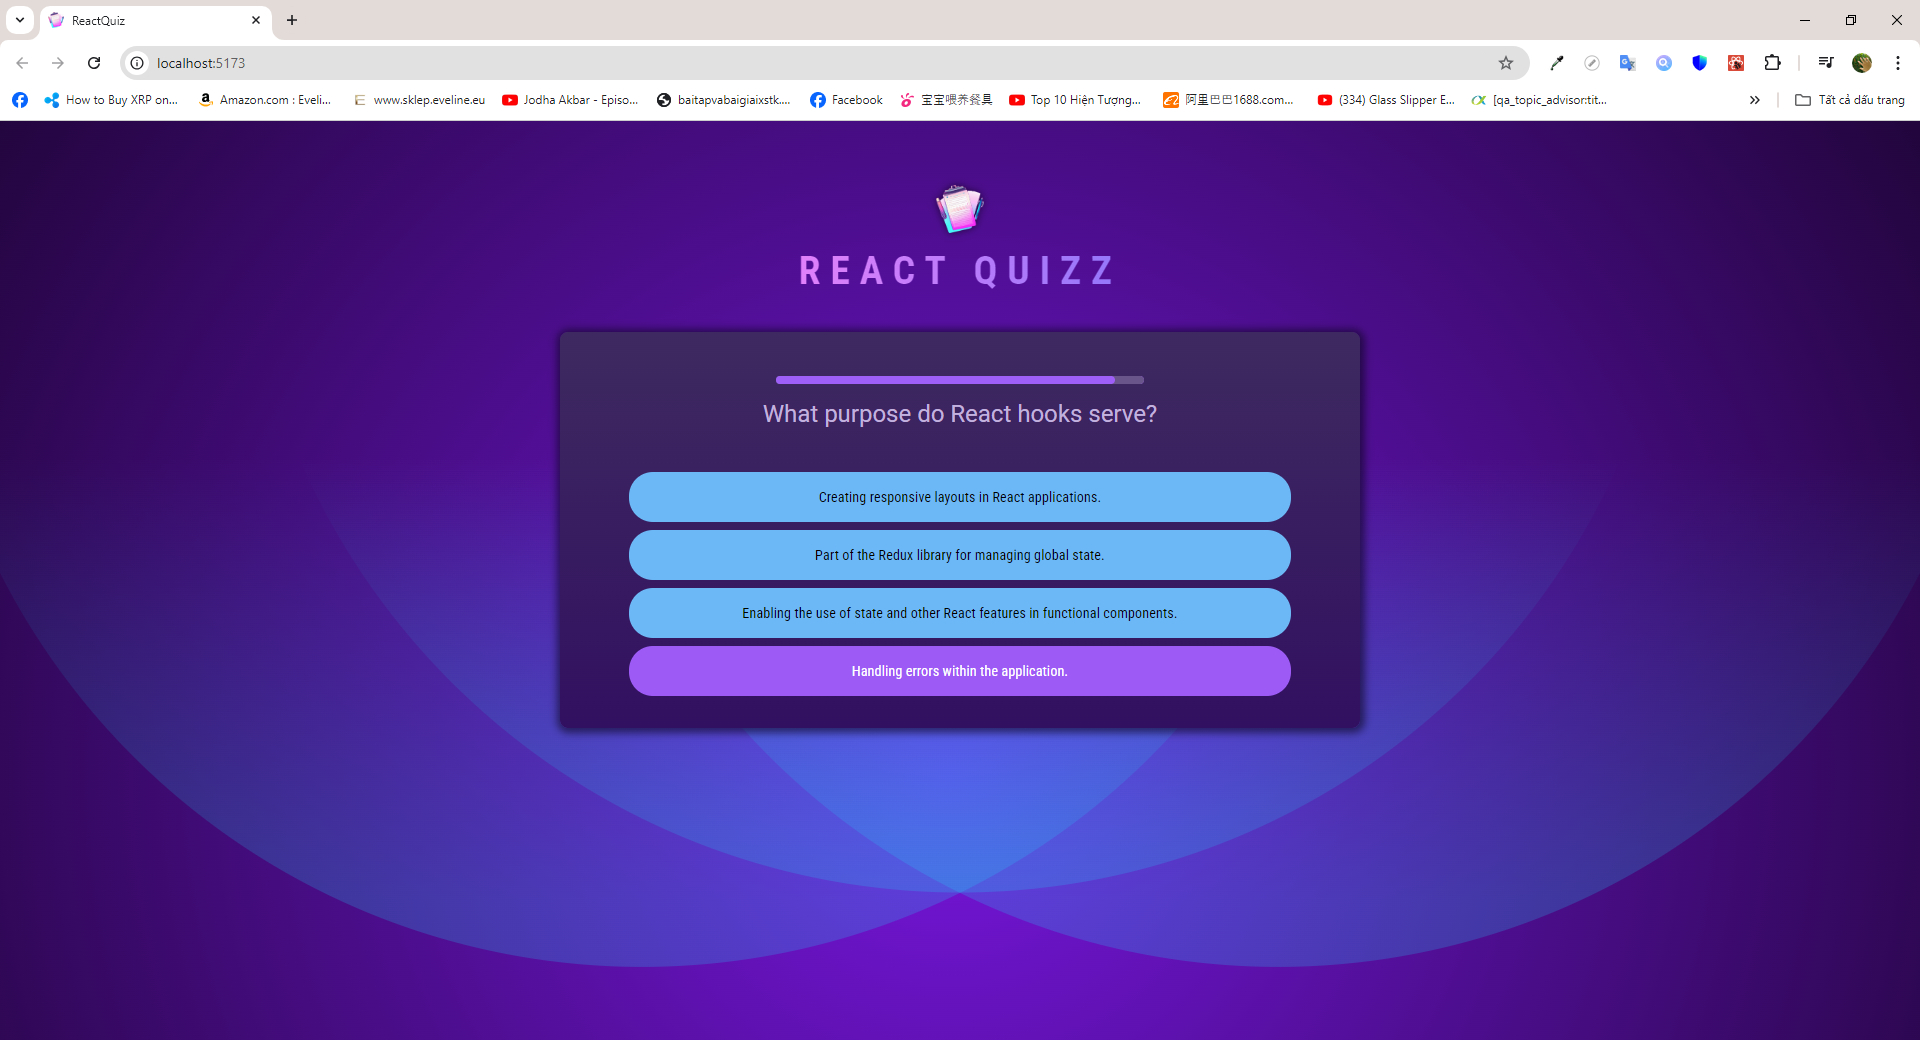 ReactQuiz
localhost:5173
How to Buy XRP on...
Amazon.com : Eveli...
www.sklep.eveline.eu
Jodha Akbar - Episo...
baitapvabaigiaixstk....
Facebook
宝宝喂养餐具
Top 10 Hiện Tượng...
阿里巴巴1688.com...
(334) Glass Slipper E...
[qa_topic_advisor:tit...
Tất cả dấu trang
REACT QUIZZ
What purpose do React hooks serve?
Creating responsive layouts in React applications.
Part of the Redux library for managing global state.
Enabling the use of state and other React features in functional components.
Handling errors within the application.